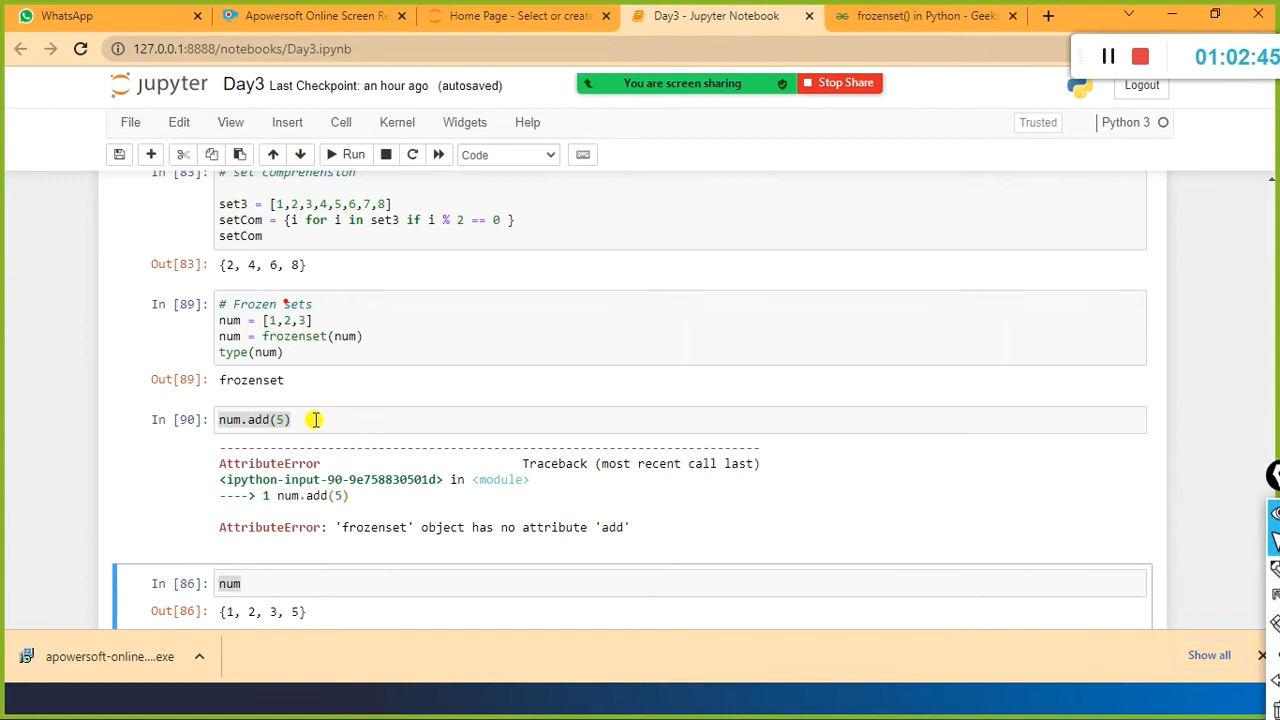 WhatsApp
Apowersoft Online Screen Re
Home Page - Select or create
Day3 - Jupyter Notebook
frozenset() in Python - Geeks
127.0.0.1:8888/notebooks/Day3.ipynb
01:02:45
jupyter Day3 Last Checkpoint: an hour ago (autosaved)
You are screen sharing
Stop Share
Logout
File Edit View Insert Cell Kernel Widgets Help
Trusted
Python 3
Run
Code
In [83]: # set comprehension
set3 = [1,2,3,4,5,6,7,8]
setCom = {i for i in set3 if i % 2 == 0 }
setCom
Out[83]: {2, 4, 6, 8}
In [89]: # Frozen sets
num = [1,2,3]
num = frozenset(num)
type(num)
Out[89]: frozenset
In [90]: num.add(5)
---------------------------------------------------------------------------
AttributeError Traceback (most recent call last)
<ipython-input-90-9e758830501d> in <module>
----> 1 num.add(5)
AttributeError: 'frozenset' object has no attribute 'add'
In [86]: num
Out[86]: {1, 2, 3, 5}
apowersoft-online....exe
Show all